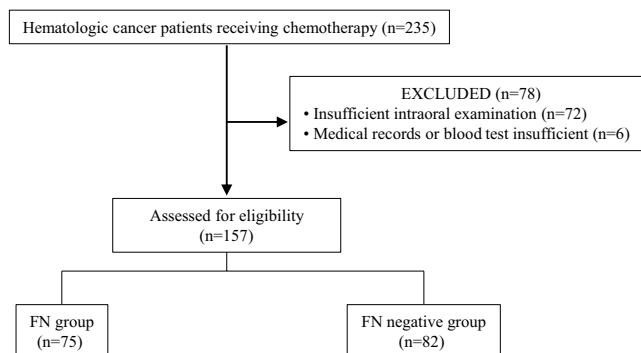 Hematologic cancer patients receiving chemotherapy (n=235)
EXCLUDED (n=78)
• Insufficient intraoral examination (n=72)
• Medical records or blood test insufficient (n=6)
Assessed for eligibility
(n=157)
FN group
(n=75)
FN negative group
(n=82)